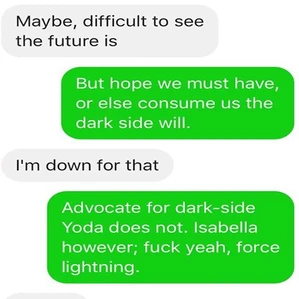 Maybe, difficult to see
the future is
But hope we must have,
or else consume us the
dark side will.
I'm down for that
Advocate for dark-side
Yoda does not. Isabella
however; fuck yeah, force
lightning.